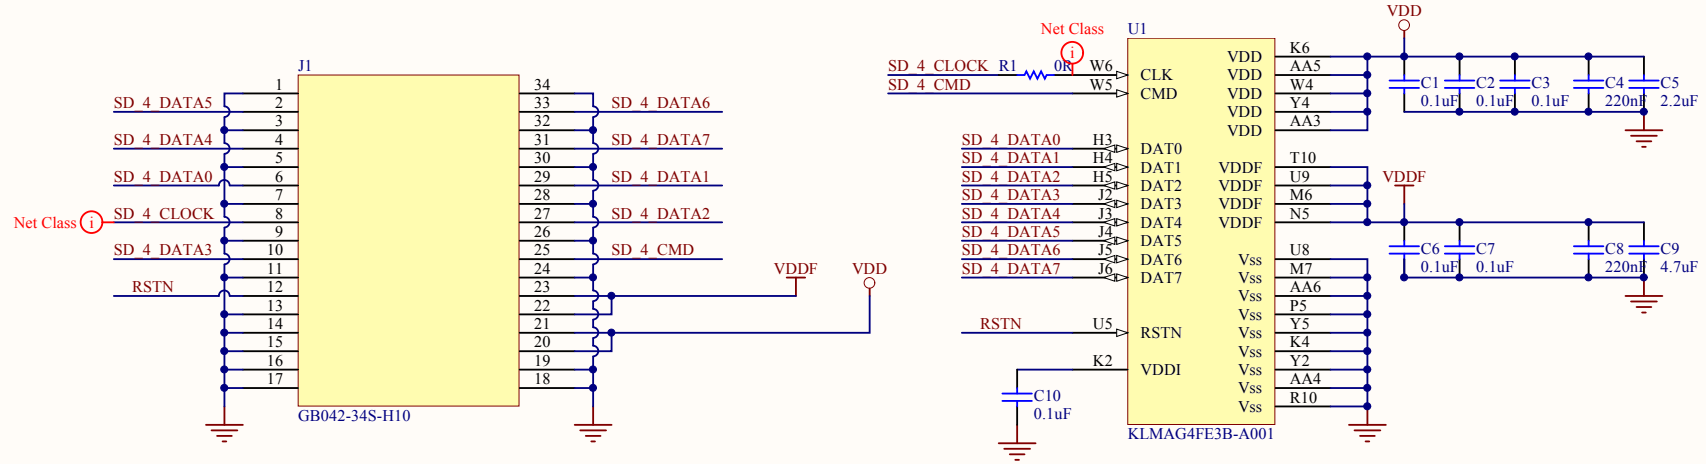 J1
1 34
SD_4_DATA5 2 33 SD_4_DATA6
3 32
SD_4_DATA4 4 31 SD_4_DATA7
5 30
SD_4_DATA0 6 29 SD_4_DATA1
7 28
Net Class i SD_4_CLOCK 8 27 SD_4_DATA2
9 26
SD_4_DATA3 10 25 SD_4_CMD
11 24
RSTN 12 23 VDDF VDD
13 22
14 21
15 20
16 19
17 18
GB042-34S-H10
Net Class i
U1
SD_4_CLOCK R1 0R W6 CLK
SD_4_CMD W5 CMD
SD_4_DATA0 H3 DAT0
SD_4_DATA1 H4 DAT1
SD_4_DATA2 H5 DAT2
SD_4_DATA3 J2 DAT3
SD_4_DATA4 J3 DAT4
SD_4_DATA5 J4 DAT5
SD_4_DATA6 J5 DAT6
SD_4_DATA7 J6 DAT7
RSTN U5 RSTN
K2 VDDI
C10
0.1uF
VDD K6
VDD AA5
VDD W4
VDD Y4
VDD AA3
VDDF T10
VDDF U9
VDDF M6
VDDF N5
Vss U8
Vss M7
Vss AA6
Vss P5
Vss Y5
Vss K4
Vss Y2
Vss AA4
Vss R10
KLMAG4FE3B-A001
VDD
C1 C2 C3 C4 C5
0.1uF 0.1uF 0.1uF 220nF 2.2uF
VDDF
C6 C7 C8 C9
0.1uF 0.1uF 220nF 4.7uF